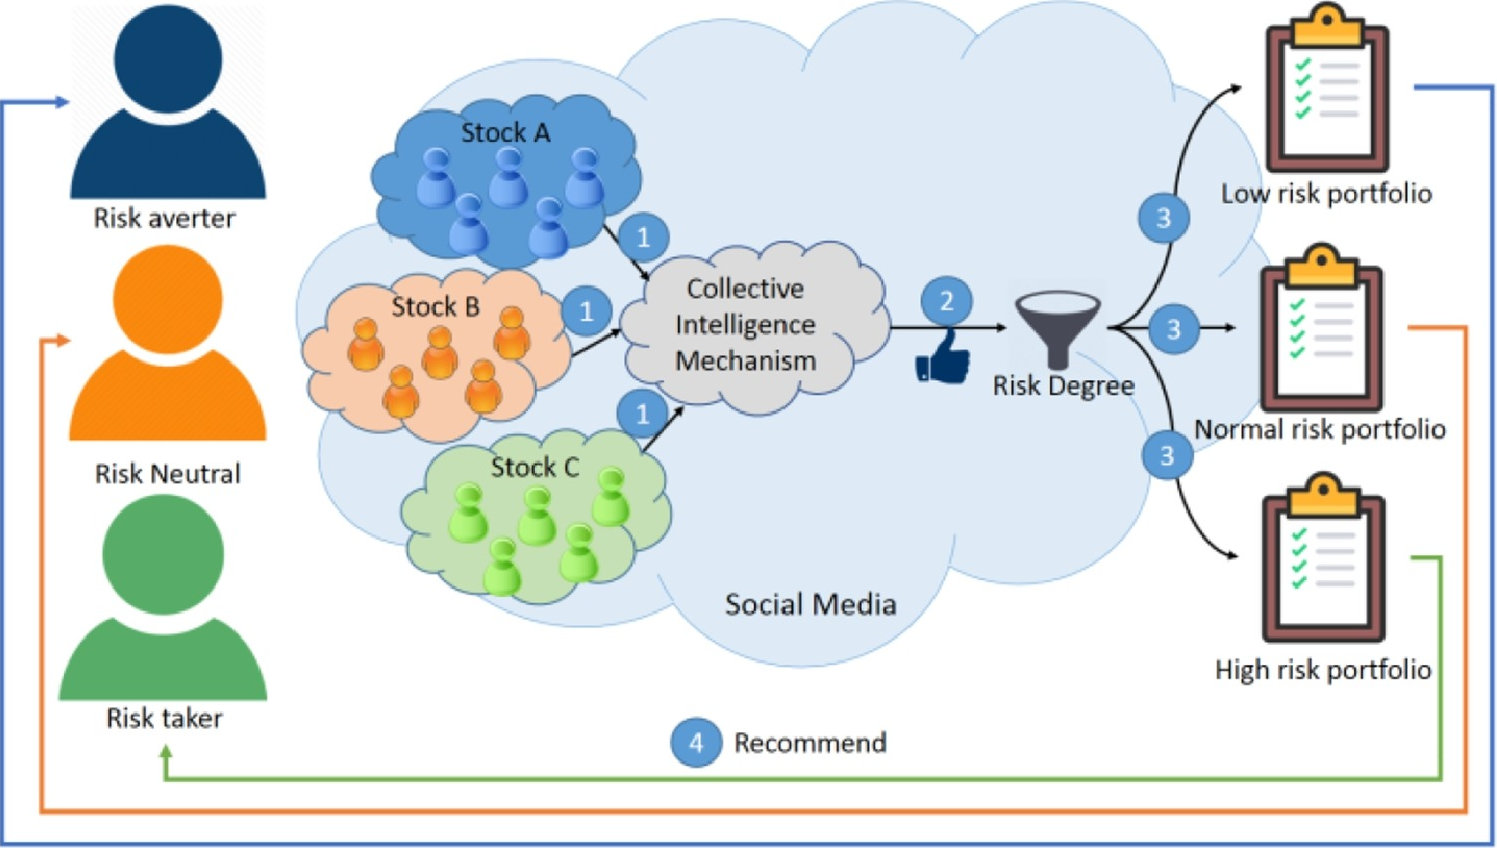 Risk averter
Risk Neutral
Risk taker
Stock A
Stock B
Stock C
1
1
1
Collective
Intelligence
Mechanism
2
Risk Degree
3
3
3
Low risk portfolio
Normal risk portfolio
High risk portfolio
Social Media
4 Recommend